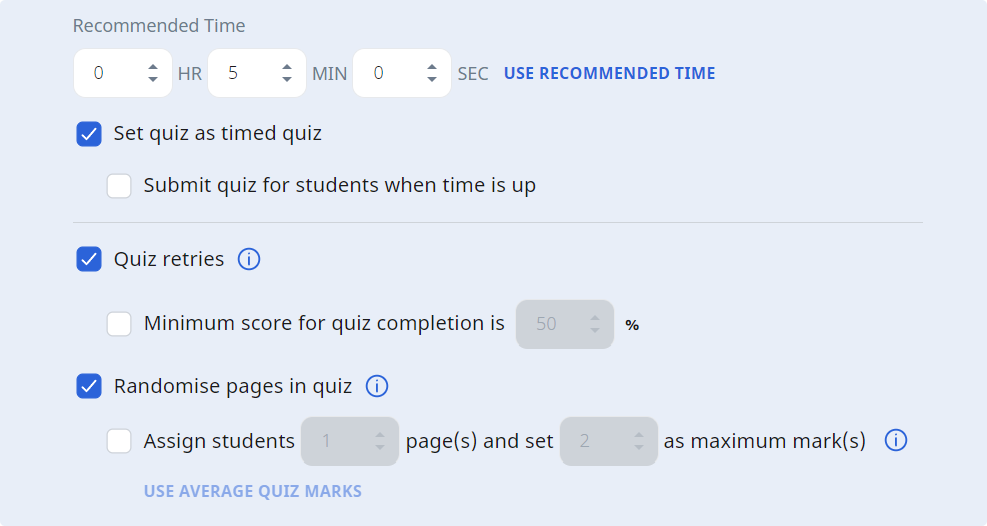 Recommended Time
0 HR 5 MIN 0 SEC USE RECOMMENDED TIME
Set quiz as timed quiz
Submit quiz for students when time is up
Quiz retries
Minimum score for quiz completion is 50 %
Randomise pages in quiz
Assign students 1 page(s) and set 2 as maximum mark(s)
USE AVERAGE QUIZ MARKS